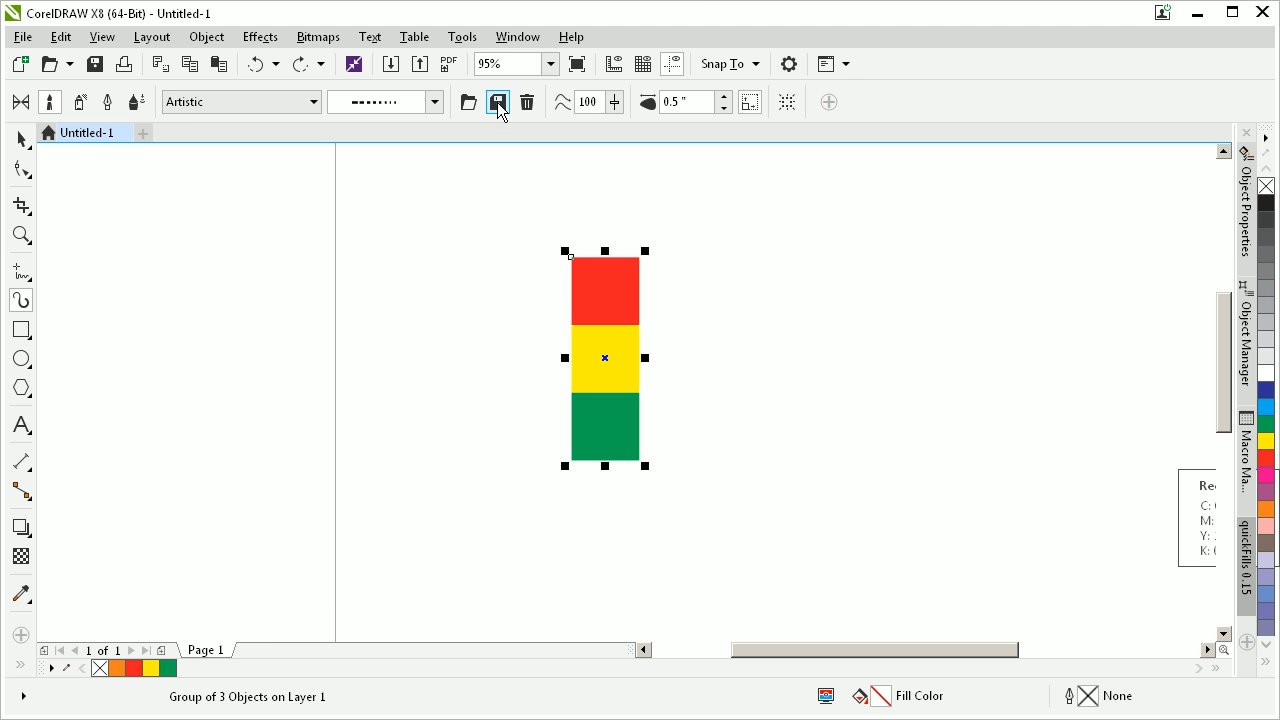 CorelDRAW X8 (64-Bit) - Untitled-1
File Edit View Layout Object Effects Bitmaps Text Table Tools Window Help
PDF 95% Snap To
Artistic 100 0.5 "
Untitled-1
Object Properties
Object Manager
Macro Ma...
quickFills 0.15
C:
M:
Y:
K:
1 of 1 Page 1
Group of 3 Objects on Layer 1 Fill Color None